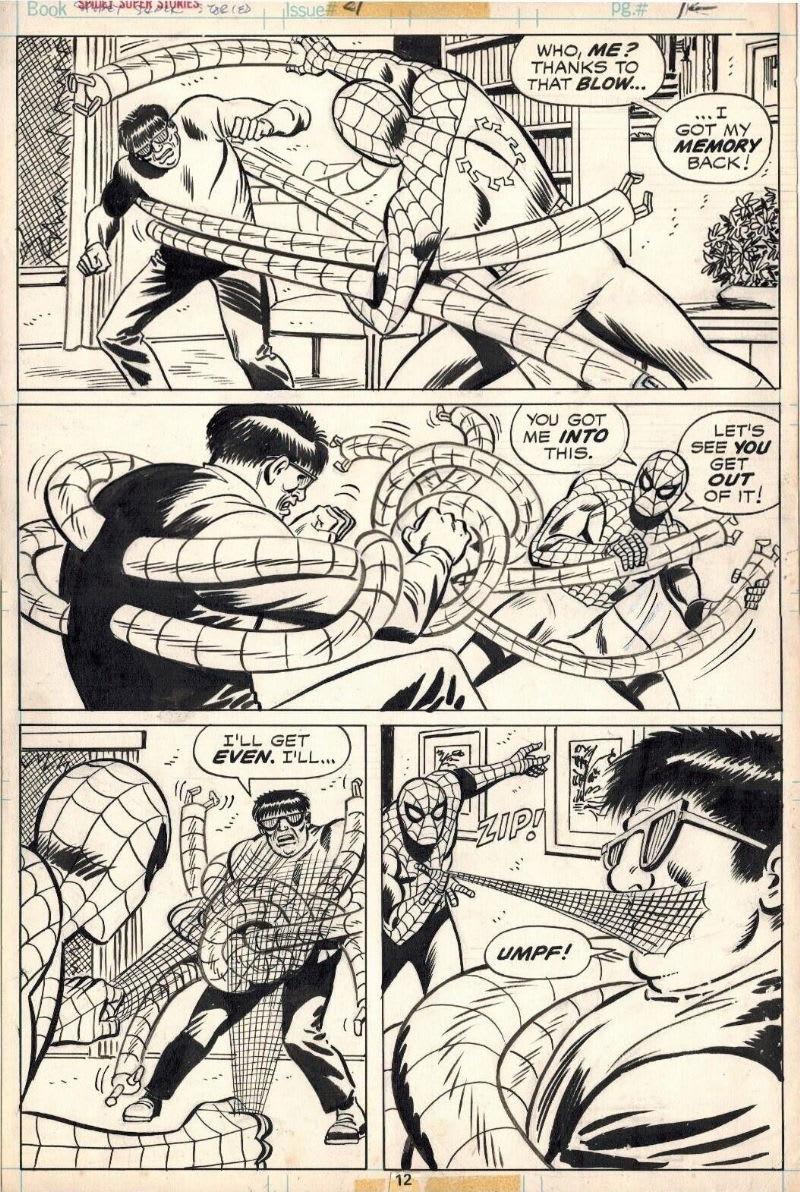 Book SPIDEY SUPER STORIES Issue# 21 pg.#
WHO, ME?
THANKS TO
THAT BLOW...
...I
GOT MY
MEMORY
BACK!
YOU GOT
ME INTO
THIS.
LET'S
SEE YOU
GET
OUT
OF IT!
I'LL GET
EVEN. I'LL...
ZIP!
UMPF!
12